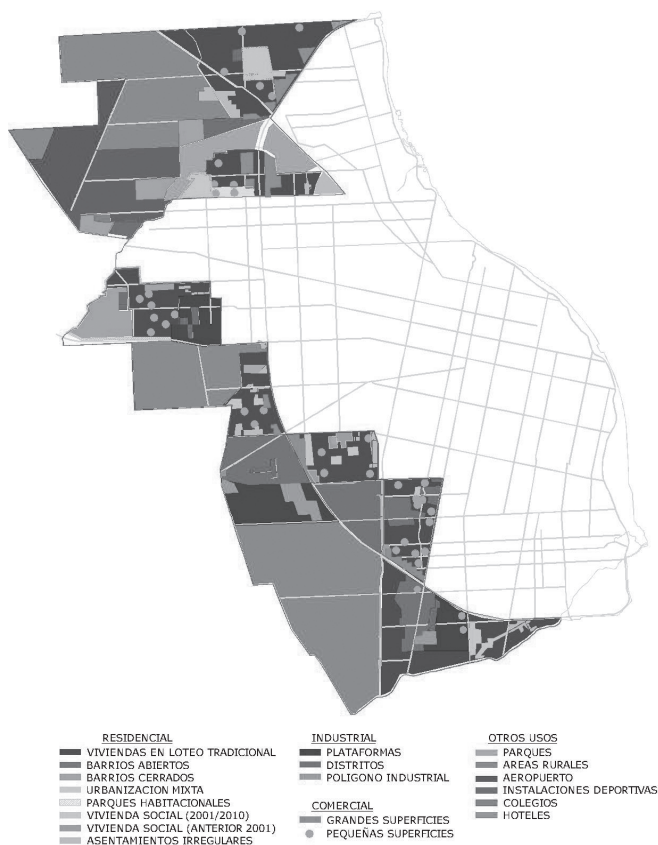 RESIDENCIAL
VIVIENDAS EN LOTEO TRADICIONAL
BARRIOS ABIERTOS
BARRIOS CERRADOS
URBANIZACION MIXTA
PARQUES HABITACIONALES
VIVIENDA SOCIAL (2001/2010)
VIVIENDA SOCIAL (ANTERIOR 2001)
ASENTAMIENTOS IRREGULARES
INDUSTRIAL
PLATAFORMAS
DISTRITOS
POLIGONO INDUSTRIAL
COMERCIAL
GRANDES SUPERFICIES
PEQUEÑAS SUPERFICIES
OTROS USOS
PARQUES
AREAS RURALES
AEROPUERTO
INSTALACIONES DEPORTIVAS
COLEGIOS
HOTELES